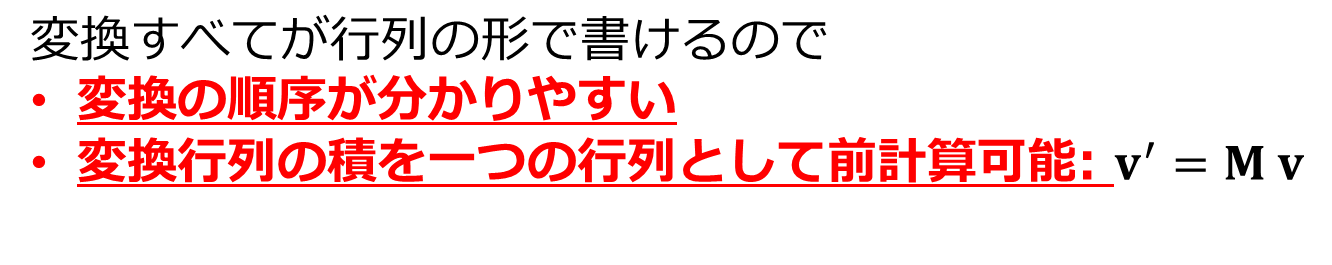 変換すべてが行列の形で書けるので
• 変換の順序が分かりやすい
• 変換行列の積を一つの行列として前計算可能: v′ = M v